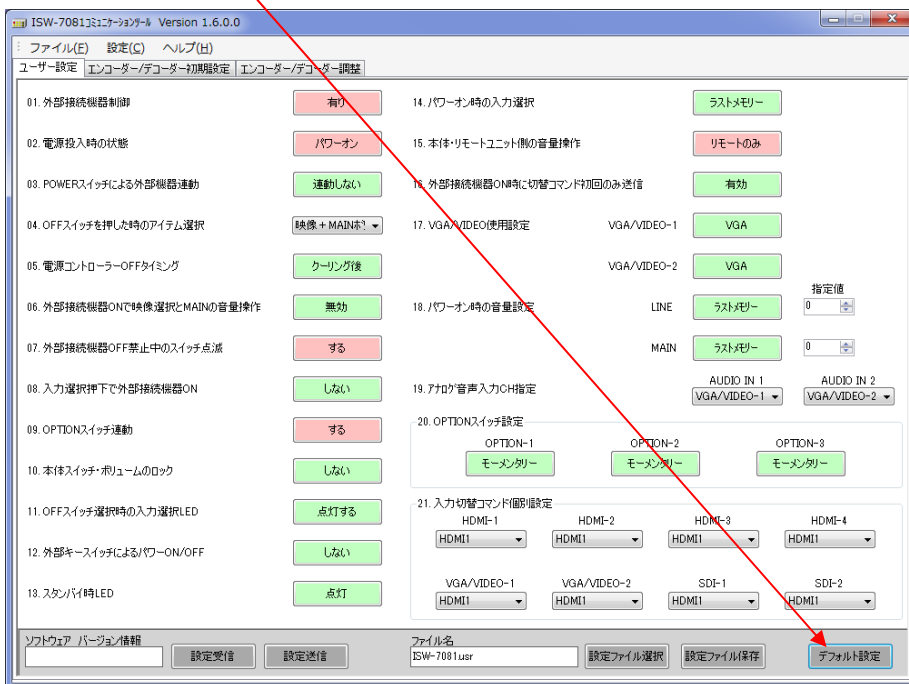 ISW-7081コミュニケーションツール Version 1.6.0.0
ファイル(F) 設定(C) ヘルプ(H)
ユーザー設定 エンコーダー/デコーダー初期設定 エンコーダー/デコーダー調整
01. 外部接続機器制御 有り
02. 電源投入時の状態 パワーオン
03. POWERスイッチによる外部機器連動 連動しない
04. OFFスイッチを押した時のアイテム選択 映像+MAINボ
05. 電源コントローラーOFFタイミング クーリング後
06. 外部接続機器ONで映像選択とMAINの音量操作 無効
07. 外部接続機器OFF禁止中のスイッチ点滅 する
08. 入力選択押下で外部接続機器ON しない
09. OPTIONスイッチ連動 する
10. 本体スイッチ・ボリュームのロック しない
11. OFFスイッチ選択時の入力選択LED 点灯する
12. 外部キースイッチによるパワーON/OFF しない
13. スタンバイ時LED 点灯
14. パワーオン時の入力選択 ラストメモリー
15. 本体・リモートユニット側の音量操作 リモートのみ
16. 外部接続機器ON時に切替コマンド初回のみ送信 有効
17. VGA/VIDEO使用設定 VGA/VIDEO-1 VGA
VGA/VIDEO-2 VGA
指定値
18. パワーオン時の音量設定 LINE ラストメモリー 0
MAIN ラストメモリー 0
AUDIO IN 1 AUDIO IN 2
19. アナログ音声入力CH指定 VGA/VIDEO-1 VGA/VIDEO-2
20. OPTIONスイッチ設定
OPTION-1 OPTION-2 OPTION-3
モーメンタリー モーメンタリー モーメンタリー
21. 入力切替コマンド個別設定
HDMI-1 HDMI-2 HDMI-3 HDMI-4
HDMI1 HDMI1 HDMI1 HDMI1
VGA/VIDEO-1 VGA/VIDEO-2 SDI-1 SDI-2
HDMI1 HDMI1 HDMI1 HDMI1
ソフトウェア バージョン情報 ファイル名
設定受信 設定送信 ISW-7081.usr 設定ファイル選択 設定ファイル保存 デフォルト設定